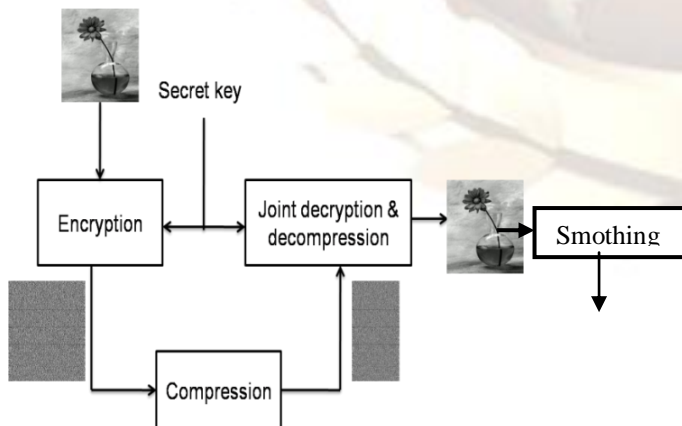 Secret key
Encryption
Joint decryption &
decompression
Smothing
Compression